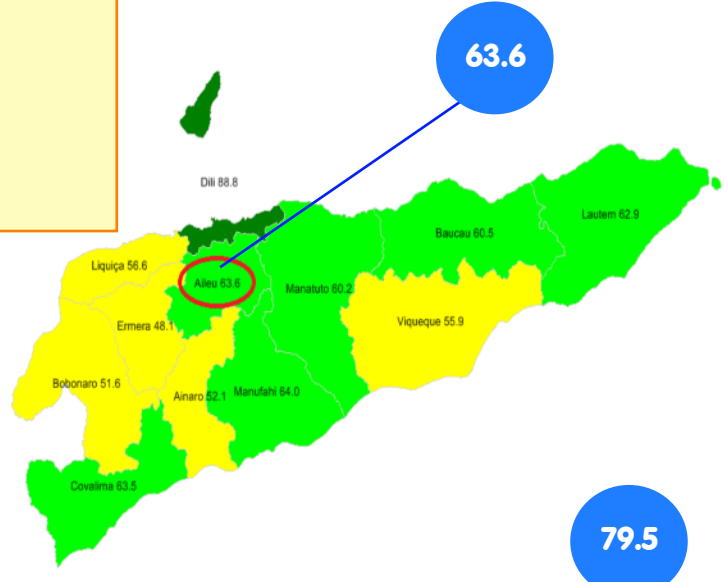 63.6
Dili 88.8
Lautem 62.9
Baucau 60.5
Liquiça 56.6
Aileu 63.6
Manatuto 60.2
Ermera 48.1
Viqueque 55.9
Bobonaro 51.6
Ainaro 52.1
Manufahi 64.0
Covalima 63.5
79.5